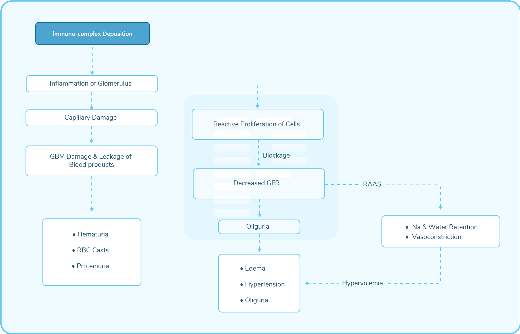 Immune-complex Deposition
Inflammation of Glomerulus
Capillary Damage
GBM Damage & Leakage of
Blood products
• Hematuria
• RBC Casts
• Proteinuria
Reactive Proliferation of Cells
Blockage
Decreased GFR
Oliguria
• Edema
• Hypertension
• Oliguria
RAAS
• Na & Water Retention
• Vasoconstriction
Hypervolemia